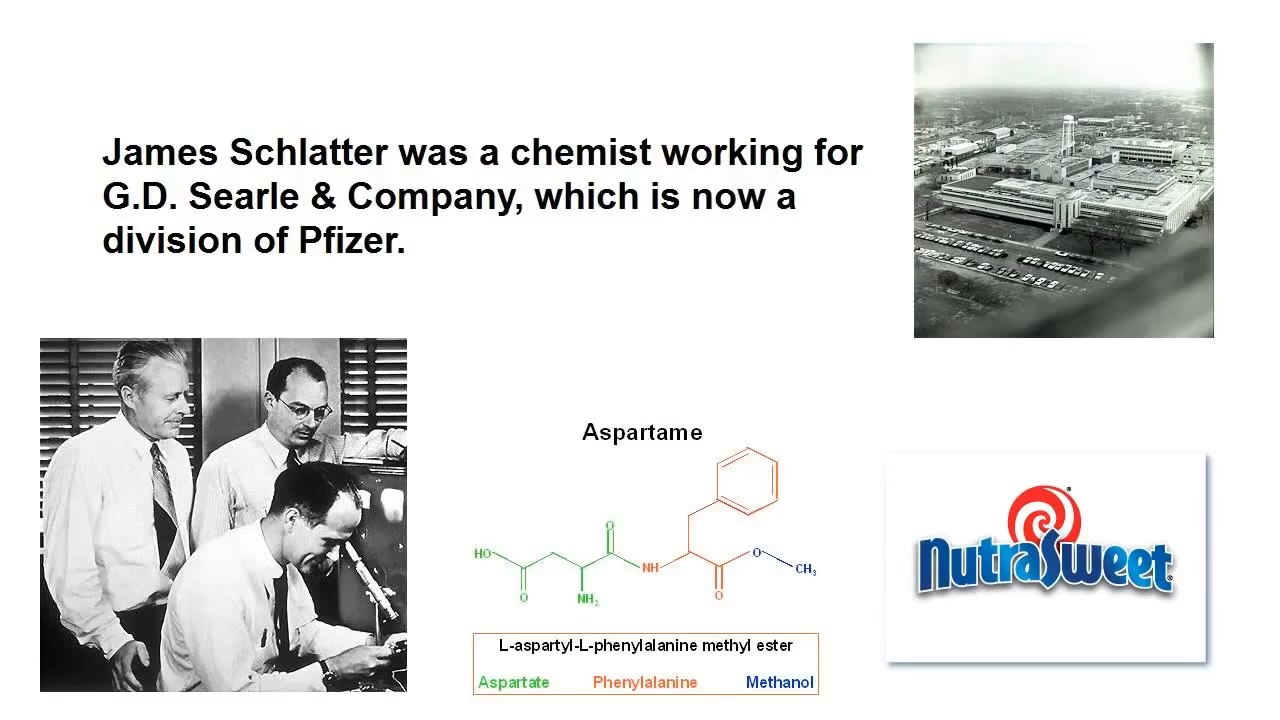 James Schlatter was a chemist working for
G.D. Searle & Company, which is now a
division of Pfizer.
Aspartame
O
HO
NH
O
CH₃
O
NH₂
O
L-aspartyl-L-phenylalanine methyl ester
Aspartate Phenylalanine Methanol
NutraSweet®